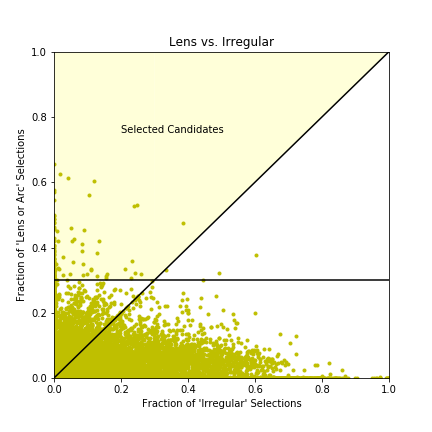 Lens vs. Irregular
Fraction of 'Lens or Arc' Selections
1.0
0.8
0.6
0.4
0.2
0.0
Selected Candidates
0.0 0.2 0.4 0.6 0.8 1.0
Fraction of 'Irregular' Selections